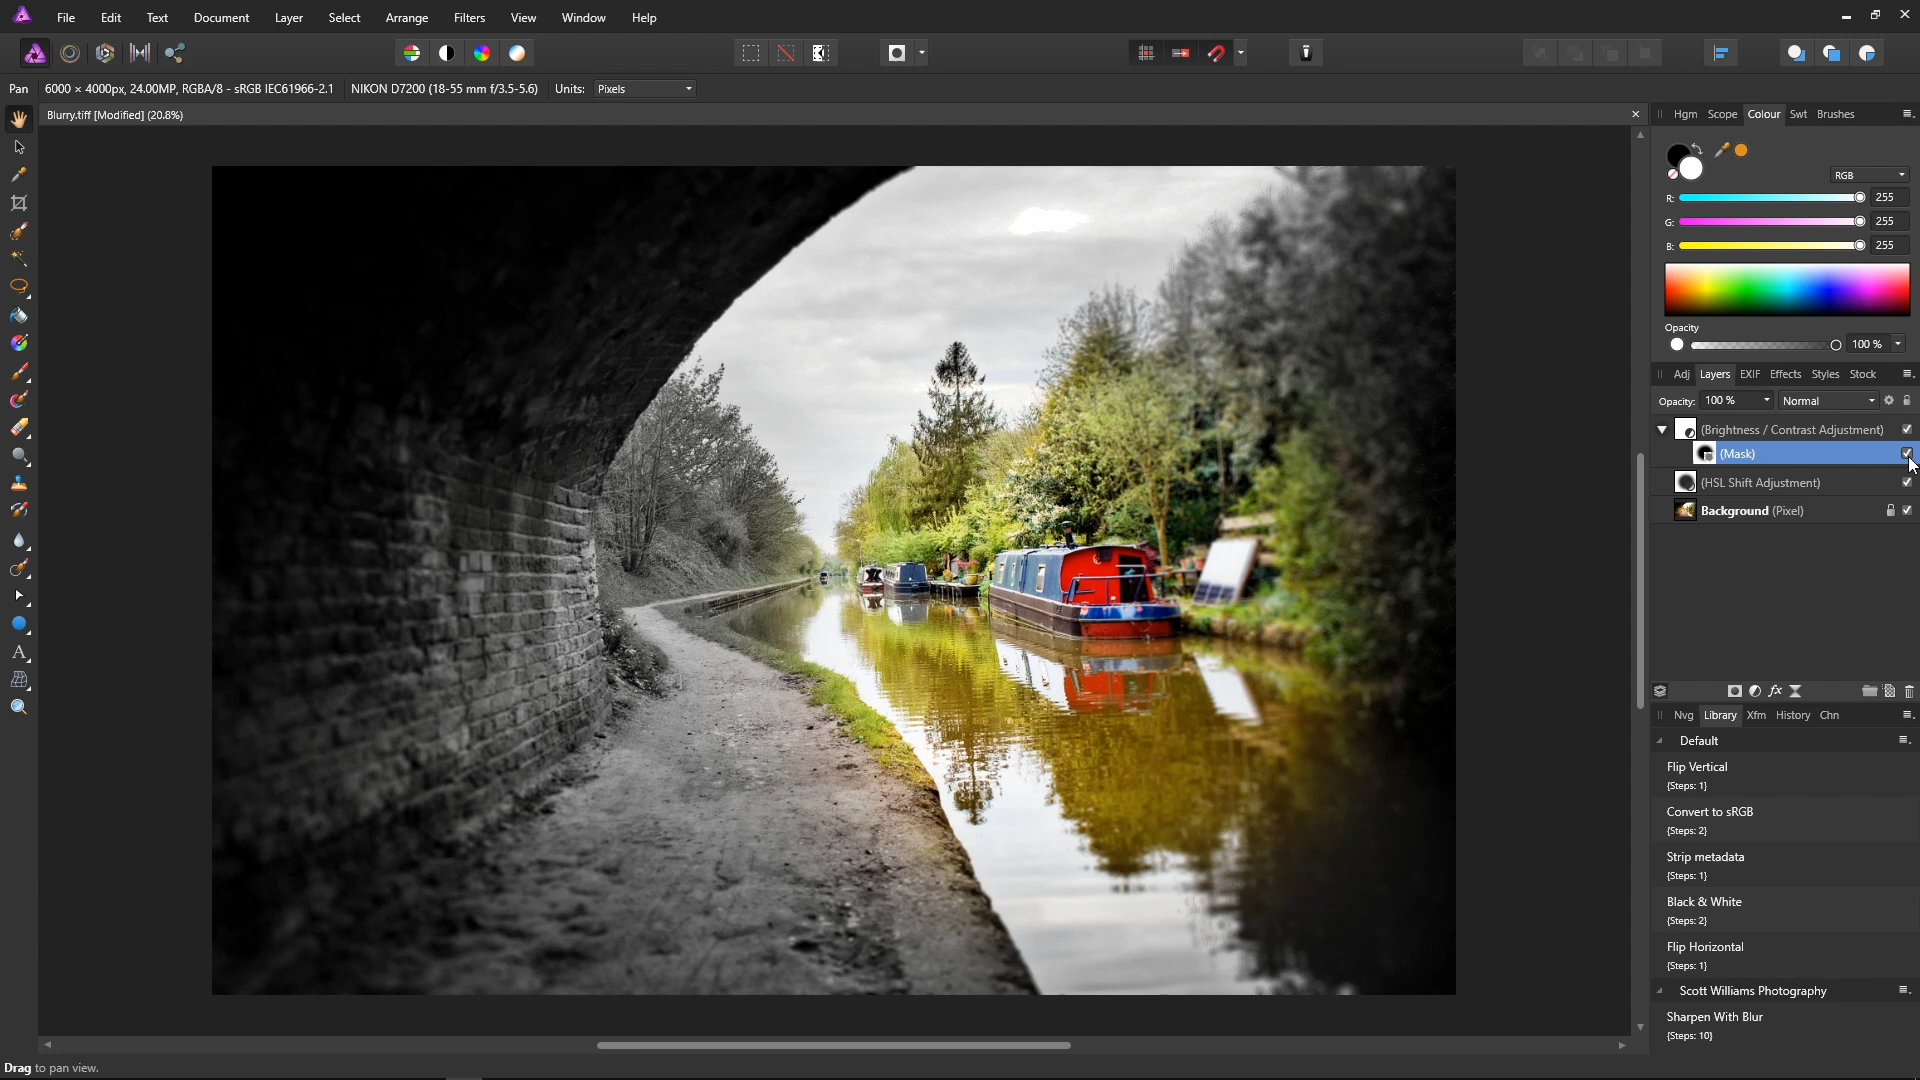 File Edit Text Document Layer Select Arrange Filters View Window Help
Pan 6000 × 4000px, 24.00MP, RGBA/8 - sRGB IEC61966-2.1 NIKON D7200 (18-55 mm f/3.5-5.6) Units: Pixels
Blurry.tiff [Modified] (20.8%)
Hgm Scope Colour Swt Brushes
RGB
R: 255
G: 255
B: 255
Opacity
100 %
Adj Layers EXIF Effects Styles Stock
Opacity: 100 % Normal
(Brightness / Contrast Adjustment)
(Mask)
(HSL Shift Adjustment)
Background (Pixel)
fx
Nvg Library Xfm History Chn
Default
Flip Vertical
{Steps: 1}
Convert to sRGB
{Steps: 2}
Strip metadata
{Steps: 1}
Black & White
{Steps: 2}
Flip Horizontal
{Steps: 1}
Scott Williams Photography
Sharpen With Blur
{Steps: 10}
Drag to pan view.